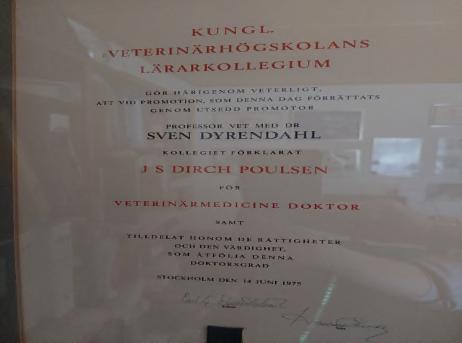 KUNGL.
VETERINÄRHÖGSKOLANS
LÄRARKOLLEGIUM
GÖR HÄRIGENOM VETERLIGT,
ATT VID PROMOTION, SOM DENNA DAG FÖRRÄTTATS
GENOM UTSEDD PROMOTOR
PROFESSOR VET MED DR
SVEN DYRENDAHL
KOLLEGIET FÖRKLARAT
J S DIRCH POULSEN
FÖR
VETERINÄRMEDICINE DOKTOR
SAMT
TILLDELAT HONOM DE RÄTTIGHETER
OCH DEN VÄRDIGHET,
SOM ÅTFÖLJA DENNA
DOKTORSGRAD
STOCKHOLM DEN 14 JUNI 1975